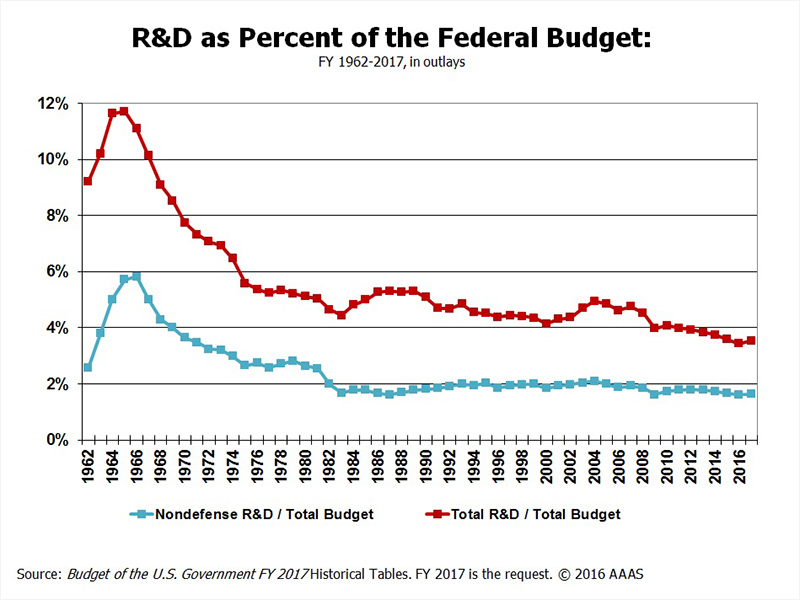 R&D as Percent of the Federal Budget:
FY 1962-2017, in outlays
12%
10%
8%
6%
4%
2%
0%
1962 1964 1966 1968 1970 1972 1974 1976 1978 1980 1982 1984 1986 1988 1990 1992 1994 1996 1998 2000 2002 2004 2006 2008 2010 2012 2014 2016
Nondefense R&D / Total Budget Total R&D / Total Budget
Source: Budget of the U.S. Government FY 2017 Historical Tables. FY 2017 is the request. © 2016 AAAS